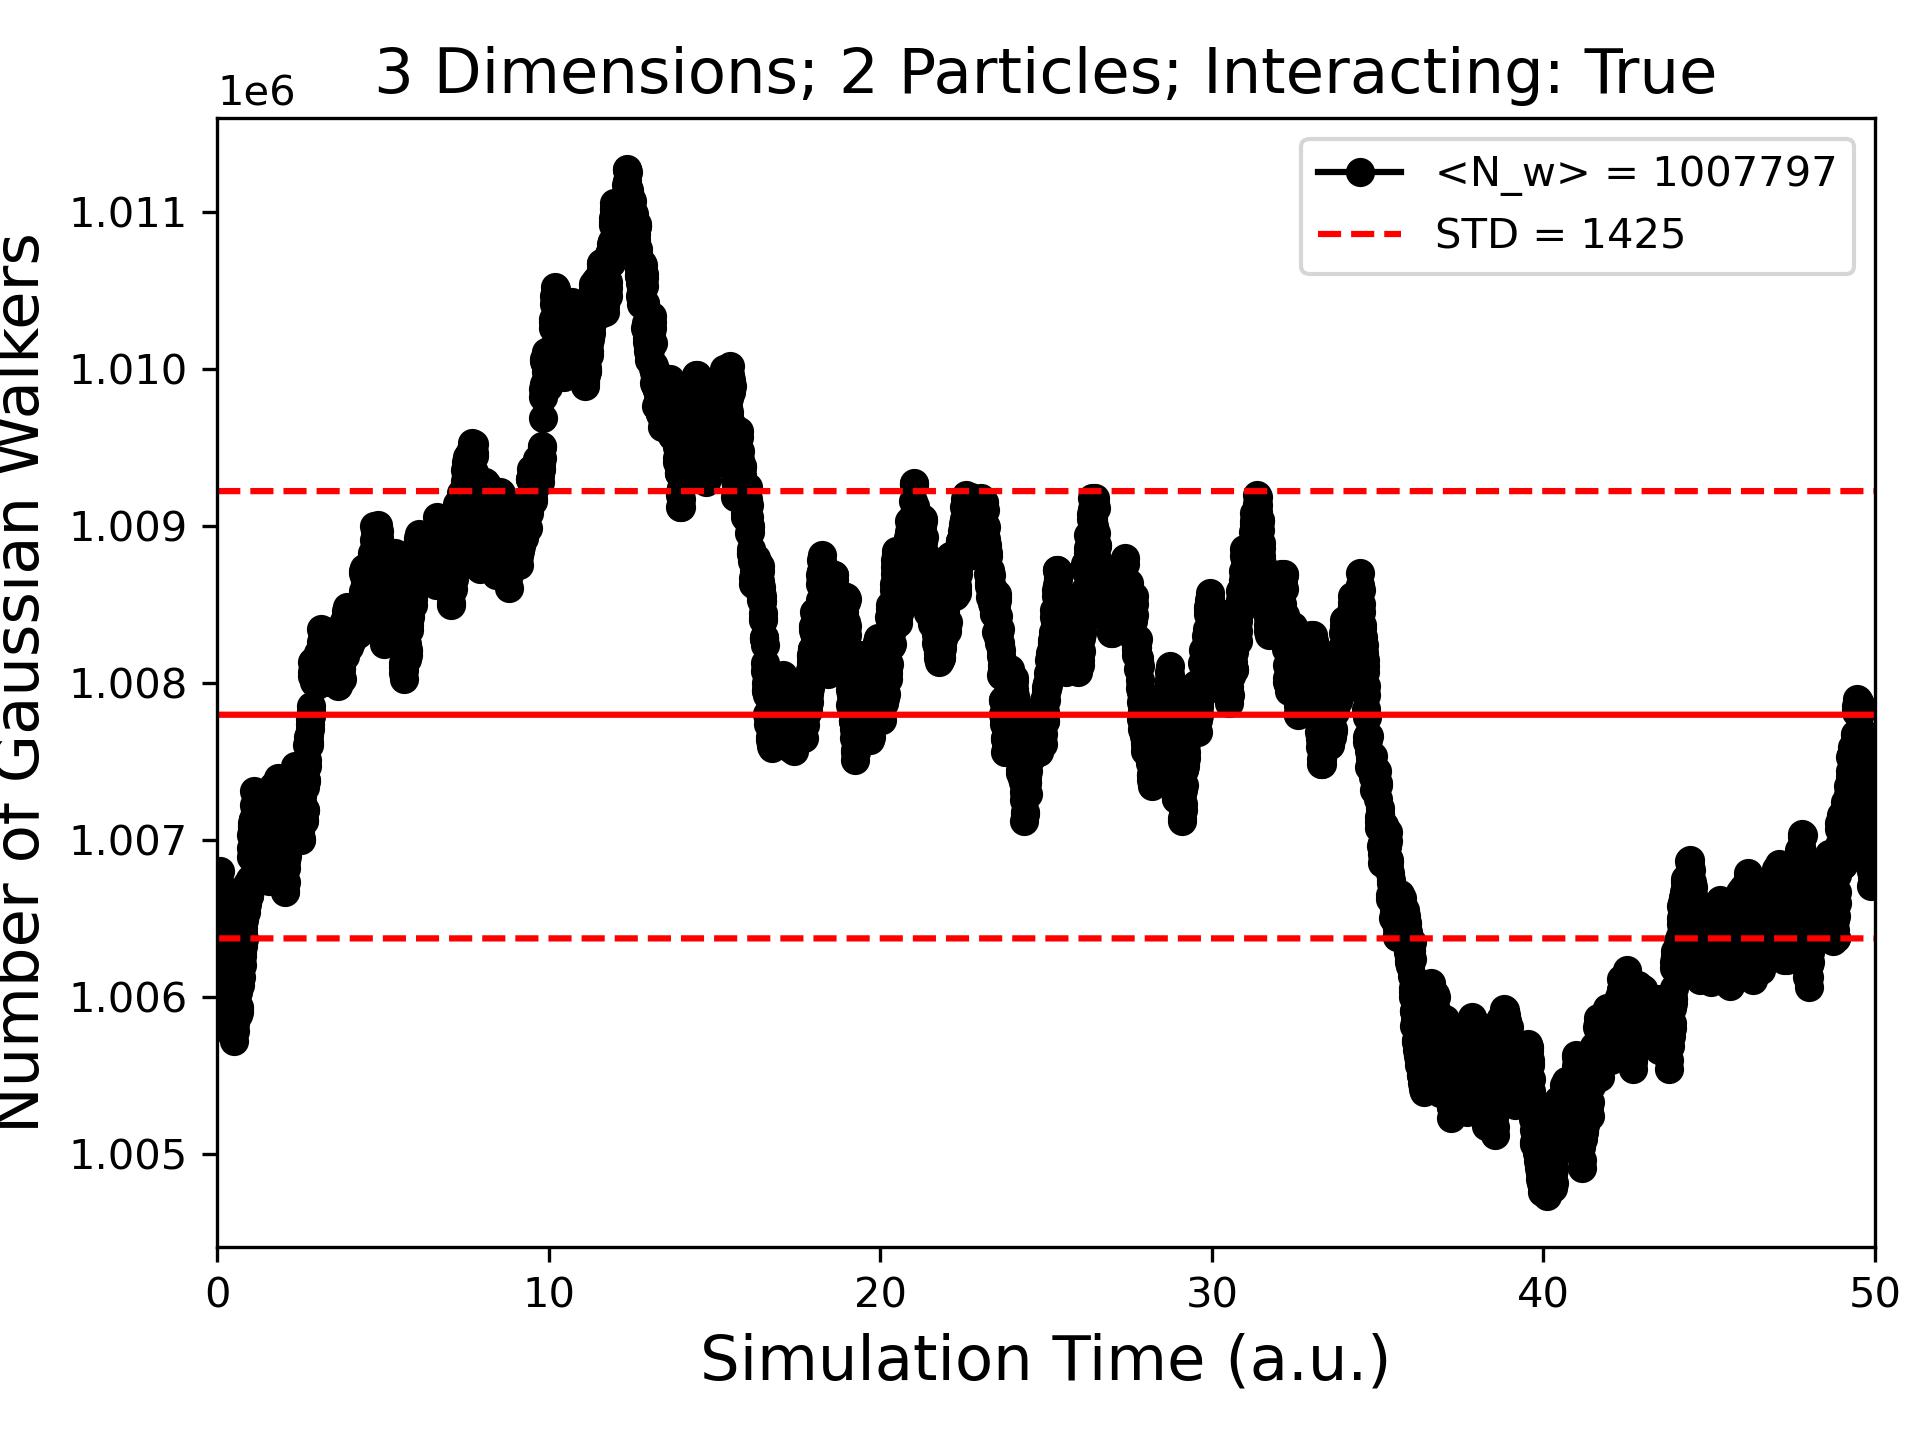 3 Dimensions; 2 Particles; Interacting: True
1e6
<N_w> = 1007797
STD = 1425
1.011
1.010
1.009
1.008
1.007
1.006
1.005
Number of Gaussian Walkers
0 10 20 30 40 50
Simulation Time (a.u.)